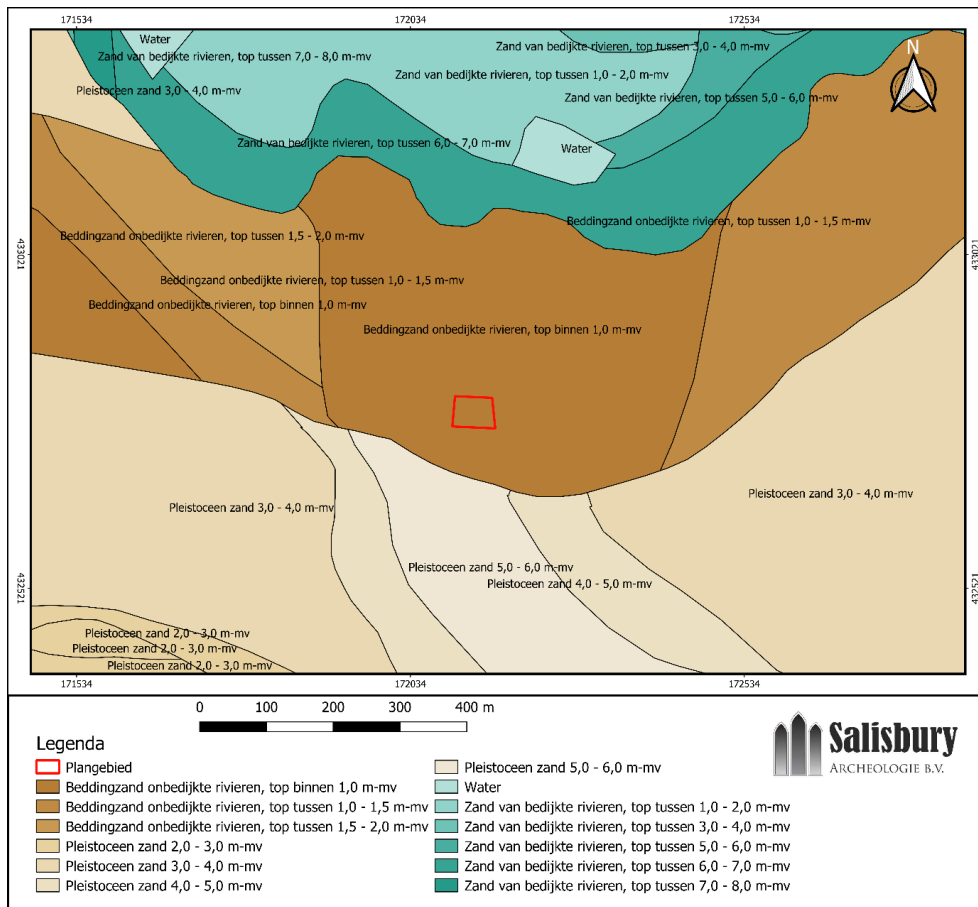 171534
172034
172534
Water
Zand van bedijkte rivieren, top tussen 3,0 - 4,0 m-mv
N
Zand van bedijkte rivieren, top tussen 7,0 - 8,0 m-mv
Zand van bedijkte rivieren, top tussen 1,0 - 2,0 m-mv
Pleistoceen zand 3,0 - 4,0 m-mv
Zand van bedijkte rivieren, top tussen 5,0 - 6,0 m-mv
Zand van bedijkte rivieren, top tussen 6,0 - 7,0 m-mv
Water
Beddingzand onbedijkte rivieren, top tussen 1,0 - 1,5 m-mv
Beddingzand onbedijkte rivieren, top tussen 1,5 - 2,0 m-mv
433021
433021
Beddingzand onbedijkte rivieren, top tussen 1,0 - 1,5 m-mv
Beddingzand onbedijkte rivieren, top binnen 1,0 m-mv
Beddingzand onbedijkte rivieren, top binnen 1,0 m-mv
Pleistoceen zand 3,0 - 4,0 m-mv
Pleistoceen zand 3,0 - 4,0 m-mv
Pleistoceen zand 5,0 - 6,0 m-mv
Pleistoceen zand 4,0 - 5,0 m-mv
432521
432521
Pleistoceen zand 2,0 - 3,0 m-mv
Pleistoceen zand 2,0 - 3,0 m-mv
Pleistoceen zand 2,0 - 3,0 m-mv
171534
172034
172534
0 100 200 300 400 m
Salisbury
ARCHEOLOGIE B.V.
Legenda
Plangebied
Beddingzand onbedijkte rivieren, top binnen 1,0 m-mv
Beddingzand onbedijkte rivieren, top tussen 1,0 - 1,5 m-mv
Beddingzand onbedijkte rivieren, top tussen 1,5 - 2,0 m-mv
Pleistoceen zand 2,0 - 3,0 m-mv
Pleistoceen zand 3,0 - 4,0 m-mv
Pleistoceen zand 4,0 - 5,0 m-mv
Pleistoceen zand 5,0 - 6,0 m-mv
Water
Zand van bedijkte rivieren, top tussen 1,0 - 2,0 m-mv
Zand van bedijkte rivieren, top tussen 3,0 - 4,0 m-mv
Zand van bedijkte rivieren, top tussen 5,0 - 6,0 m-mv
Zand van bedijkte rivieren, top tussen 6,0 - 7,0 m-mv
Zand van bedijkte rivieren, top tussen 7,0 - 8,0 m-mv